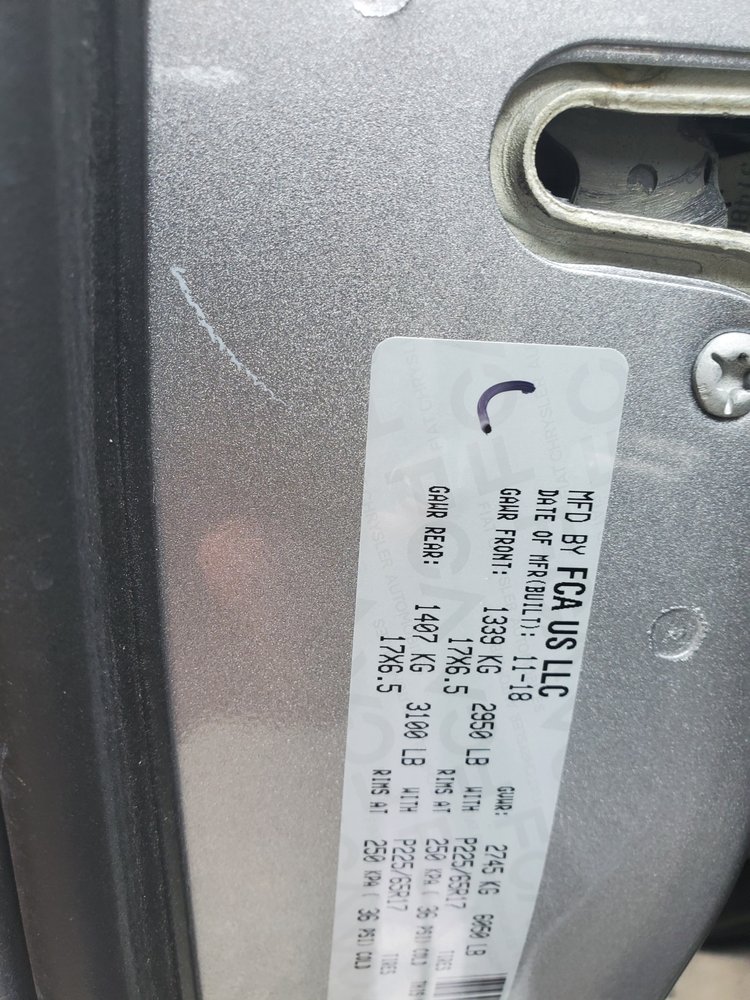 MFD BY FCA US LLC
DATE OF MFR(BUILT): 11-18 GVWR: 2745 KG 6050 LB
GAWR FRONT: 1339 KG 2950 LB WITH P225/65R17 TIRES
17X6.5 RIMS AT 250 KPA ( 36 PSI) COLD
GAWR REAR: 1407 KG 3100 LB WITH P225/65R17 TIRES
17X6.5 RIMS AT 250 KPA ( 36 PSI) COLD